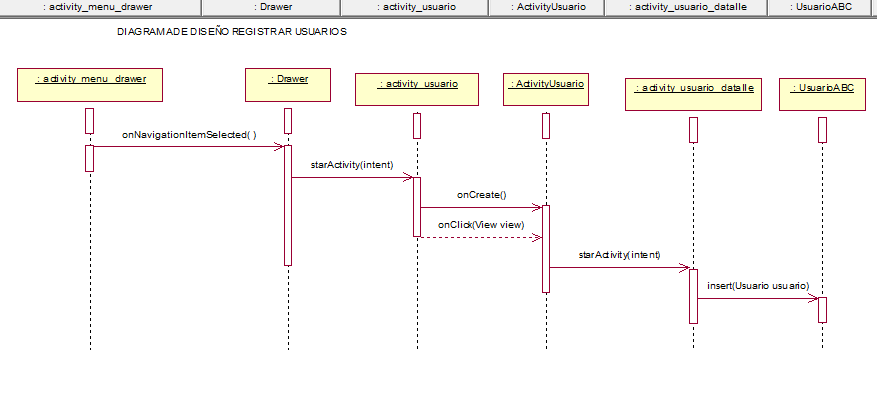 : activity_menu_drawer : Drawer : activity_usuario : ActivityUsuario : activity_usuario_datalle : UsuarioABC
DIAGRAMADE DISEÑO REGISTRAR USUARIOS
: activity_menu_drawer : Drawer : activity_usuario : ActivityUsuario : activity_usuario_datalle : UsuarioABC
onNavigationItemSelected( )
starActivity(intent)
onCreate()
onClick(View view)
starActivity(intent)
insert(Usuario usuario)